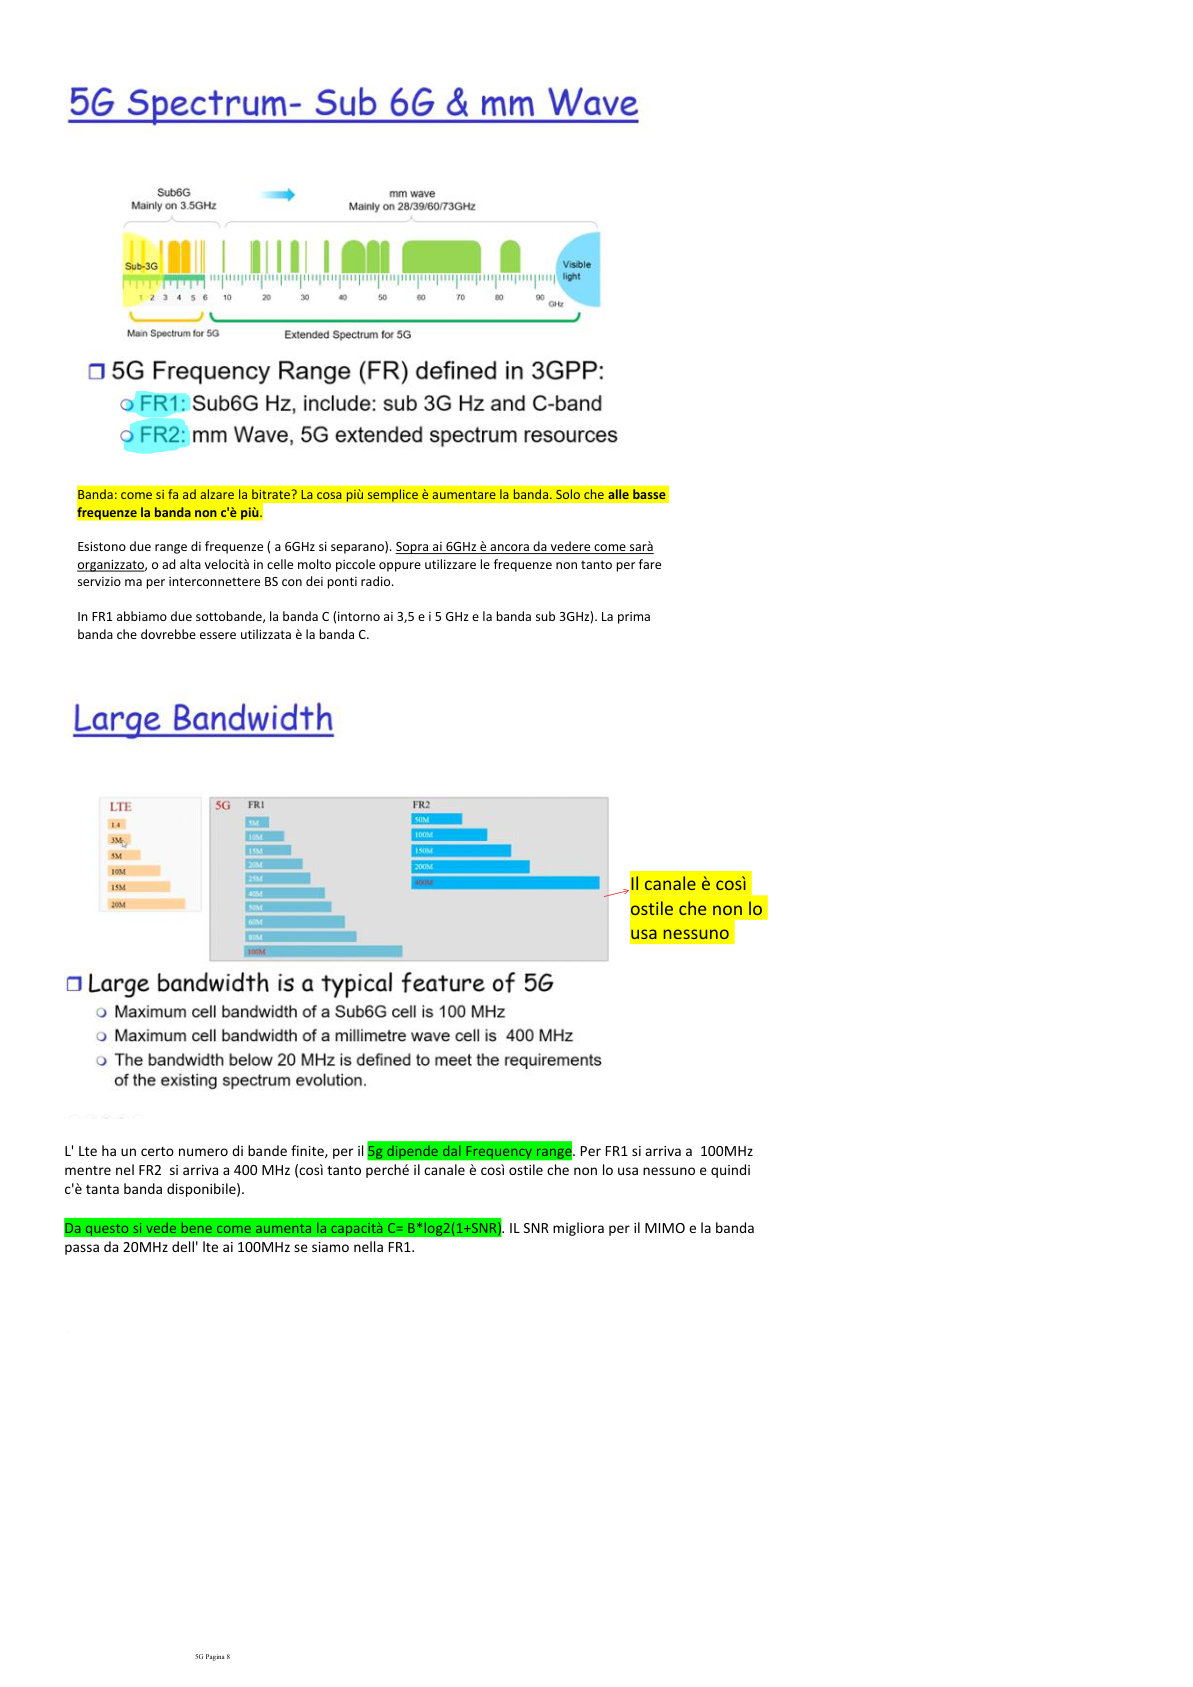 5G Spectrum- Sub 6G & mm Wave
Sub6G
Mainly on 3.5GHz
mm wave
Mainly on 28/39/60/73GHz
Sub-3G
Visible
light
1 2 3 4 5 6 10 20 30 40 50 60 70 80 90 GHz
Main Spectrum for 5G
Extended Spectrum for 5G
5G Frequency Range (FR) defined in 3GPP:
FR1: Sub6G Hz, include: sub 3G Hz and C-band
FR2: mm Wave, 5G extended spectrum resources
Banda: come si fa ad alzare la bitrate? La cosa più semplice è aumentare la banda. Solo che alle basse
frequenze la banda non c'è più.
Esistono due range di frequenze ( a 6GHz si separano). Sopra ai 6GHz è ancora da vedere come sarà
organizzato, o ad alta velocità in celle molto piccole oppure utilizzare le frequenze non tanto per fare
servizio ma per interconnettere BS con dei ponti radio.
In FR1 abbiamo due sottobande, la banda C (intorno ai 3,5 e i 5 GHz e la banda sub 3GHz). La prima
banda che dovrebbe essere utilizzata è la banda C.
Large Bandwidth
LTE
1.4
3M
5M
10M
15M
20M
5G FR1
5M
10M
15M
20M
25M
40M
50M
60M
80M
100M
FR2
50M
100M
150M
200M
400M
Il canale è così
ostile che non lo
usa nessuno
Large bandwidth is a typical feature of 5G
Maximum cell bandwidth of a Sub6G cell is 100 MHz
Maximum cell bandwidth of a millimetre wave cell is 400 MHz
The bandwidth below 20 MHz is defined to meet the requirements
of the existing spectrum evolution.
L' Lte ha un certo numero di bande finite, per il 5g dipende dal Frequency range. Per FR1 si arriva a 100MHz
mentre nel FR2 si arriva a 400 MHz (così tanto perché il canale è così ostile che non lo usa nessuno e quindi
c'è tanta banda disponibile).
Da questo si vede bene come aumenta la capacità C= B*log2(1+SNR). IL SNR migliora per il MIMO e la banda
passa da 20MHz dell' lte ai 100MHz se siamo nella FR1.
5G Pagina 8